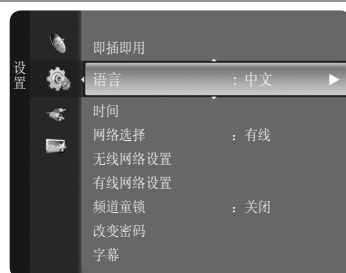 设置
即插即用
语言 : 中文
时间
网络选择 : 有线
无线网络设置
有线网络设置
频道童锁 : 关闭
改变密码
字幕